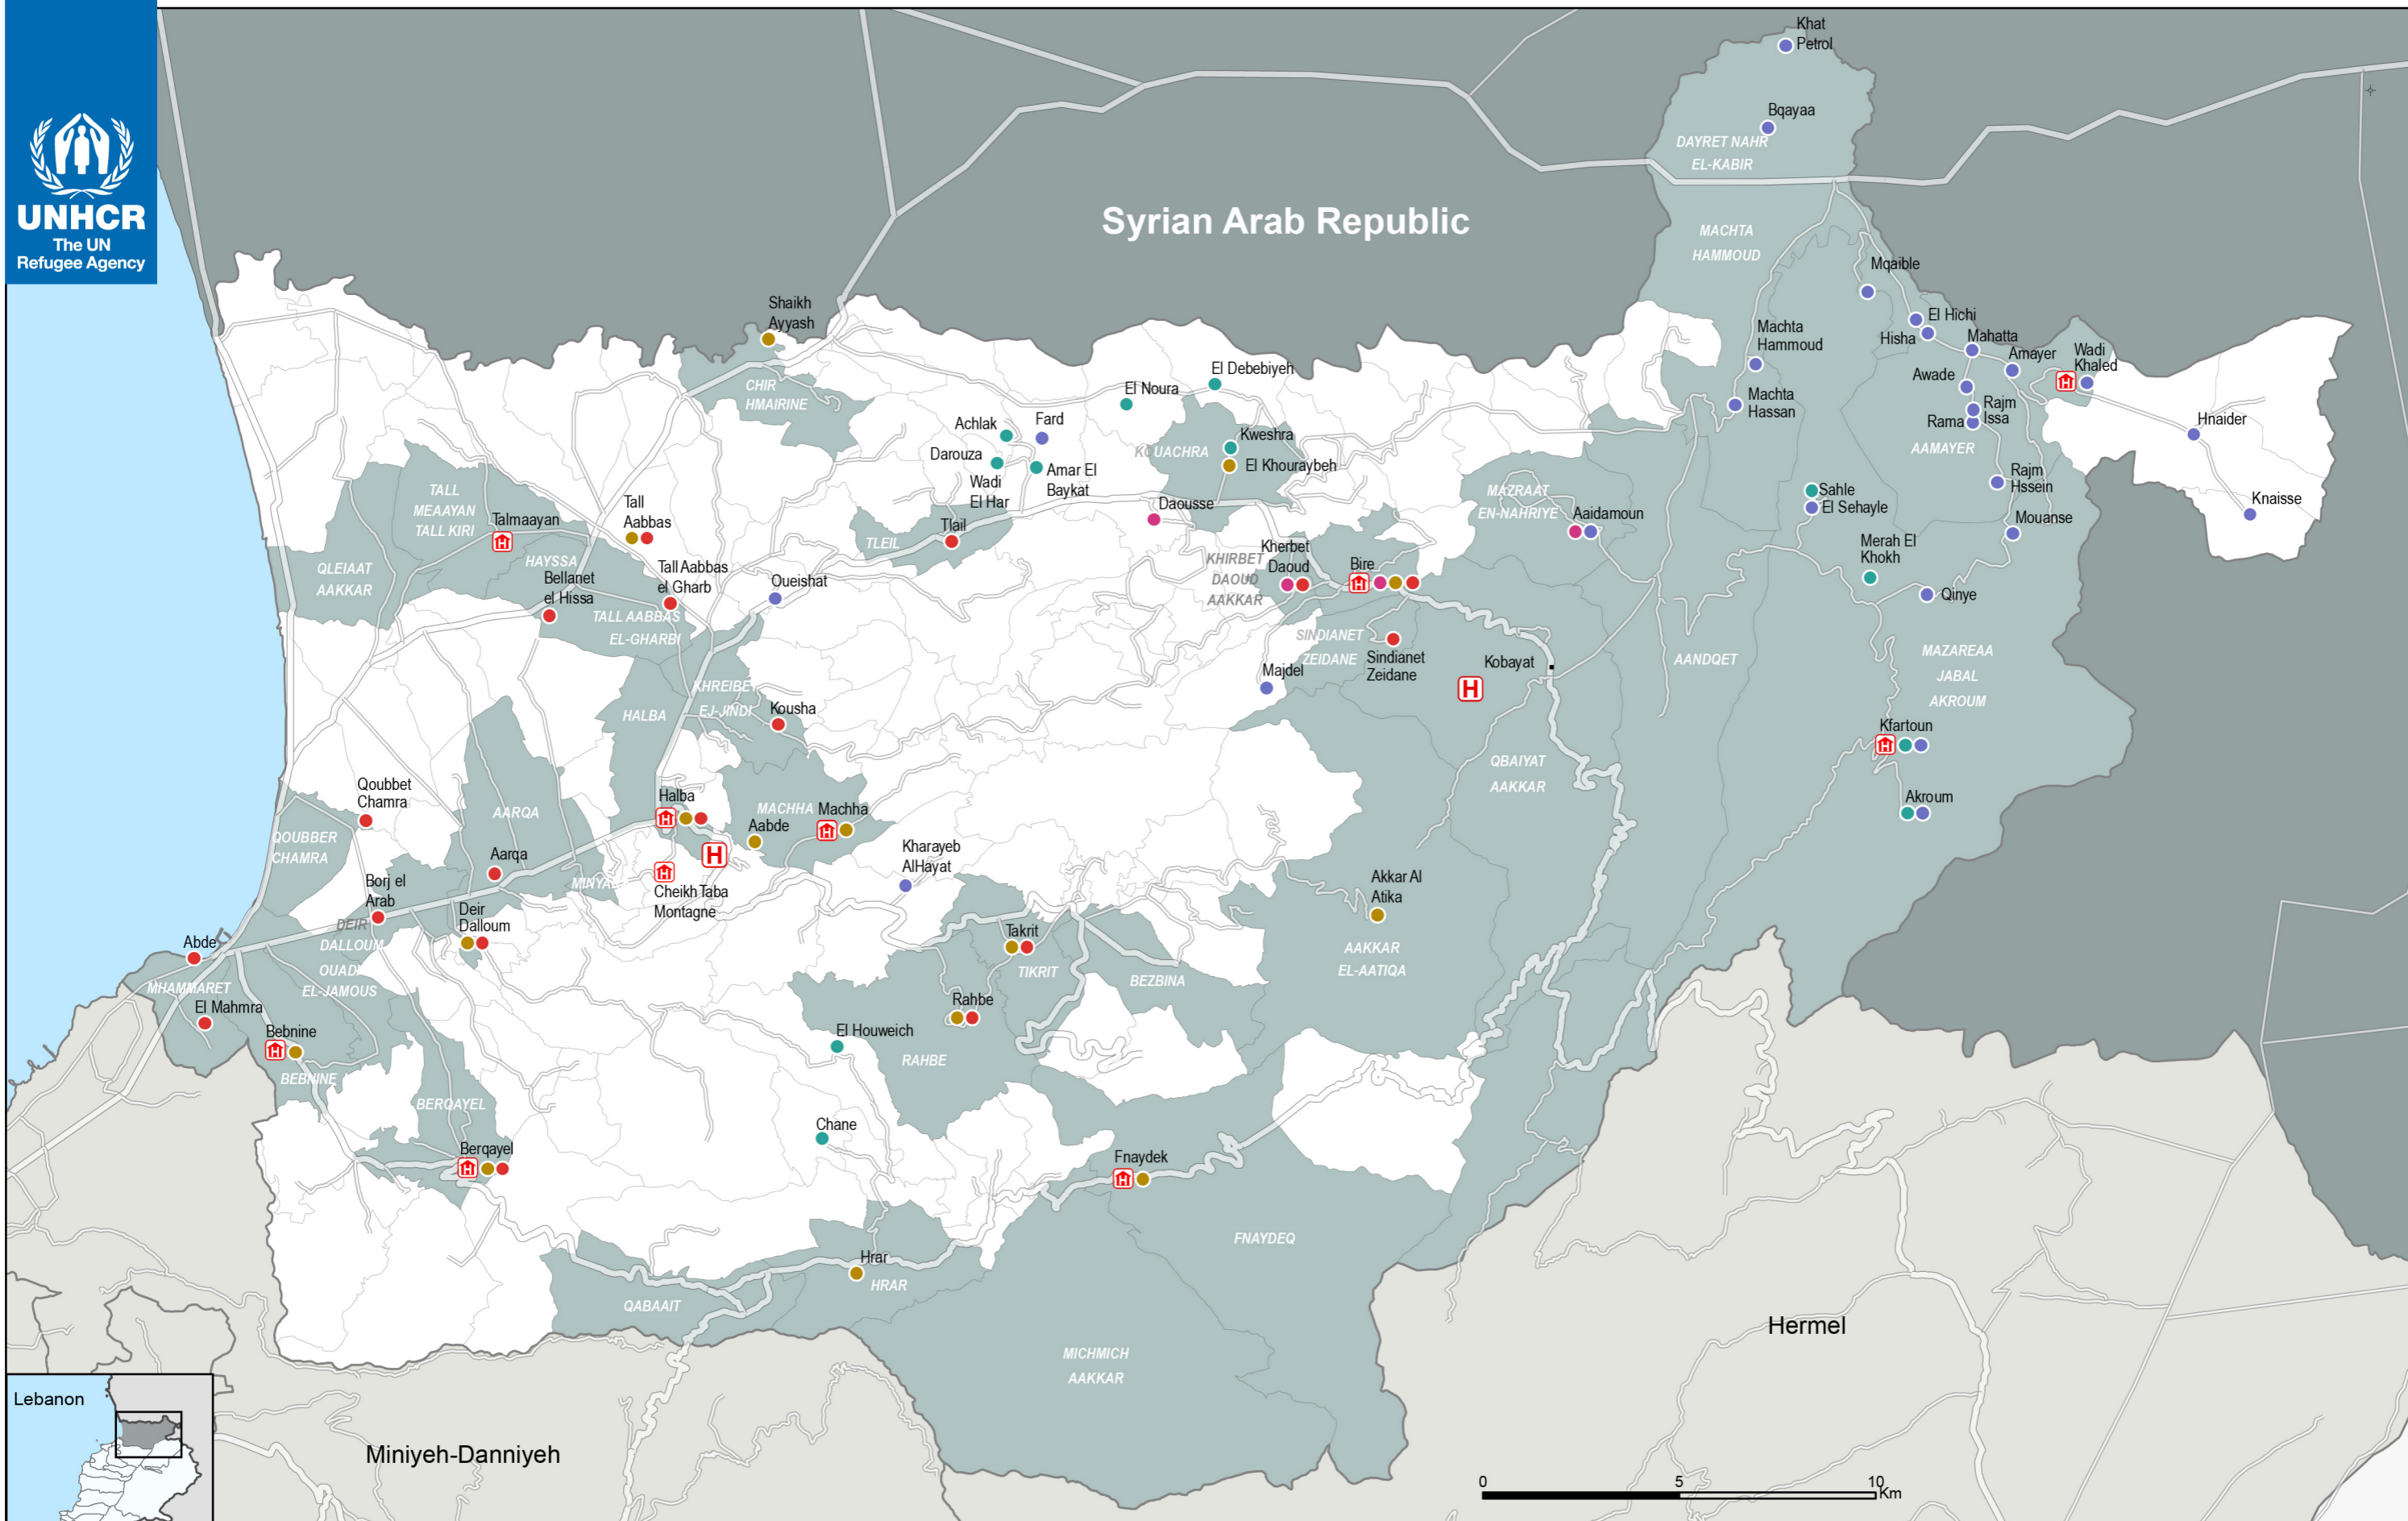 UNHCR
The UN
Refugee Agency
Syrian Arab Republic
Khat
Petrol
Bqayaa
DAYRET NAHR
EL-KABIR
MACHTA
HAMMOUD
Mqaible
El Hichi
Hisha
Mahatta
Amayer
Wadi
Khaled
Machta
Hammoud
Awade
Machta
Hassan
Rajm
Issa
Rama
AAMAYER
Hnaider
Rajm
Hssein
Knaisse
Sahle
El Sehayle
Mouanse
Merah El
Khokh
Qinye
Shaikh
Ayyash
CHIR
HMAIRINE
El Debebiyeh
El Noura
Achlak
Fard
Darouza
Wadi
El Har
Amar El
Baykat
Kweshra
KOUACHRA
El Khouraybeh
Daousse
MAZRAAT
EN-NAHRIYE
Aaidamoun
TALL
MEAAYAN
TALL KIRI
Talmaayan
Tall
Aabbas
Tlail
TLEIL
QLEIAAT
AAKKAR
HAYSSA
Bellanet
el Hissa
Tall Aabbas
el Gharb
Oueishat
TALL AABBAS
EL-GHARBI
KHIRBET
DAOUD
AAKKAR
Kherbet
Daoud
Bire
SINDIANET
ZEIDANE
Sindianet
Zeidane
Majdel
Kobayat
H
AANDQET
MAZAREAA
JABAL
AKROUM
HALBA
KHREIBET
EJ-JINDI
Kousha
QBAIYAT
AAKKAR
Kfartoun
Akroum
Qoubbet
Chamra
QOUBBER
CHAMRA
AARQA
Halba
MACHHA
Machha
Aabde
H
Aarqa
MINYA
Cheikh Taba
Montagne
Kharayeb
AlHayat
Akkar Al
Atika
AAKKAR
EL-AATIQA
Borj el
Arab
DEIR
DALLOUM
Deir
Dalloum
Abde
OUADI
EL-JAMOUS
MHAMMARET
El Mahmra
Bebnine
BEBNINE
Takrit
TIKRIT
BEZBINA
Rahbe
El Houweich
RAHBE
BERQAYEL
Berqayel
Chane
Fnaydek
FNAYDEQ
Hrar
HRAR
QABAAIT
MICHMICH
AAKKAR
Hermel
Miniyeh-Danniyeh
Lebanon
0 5 10
Km